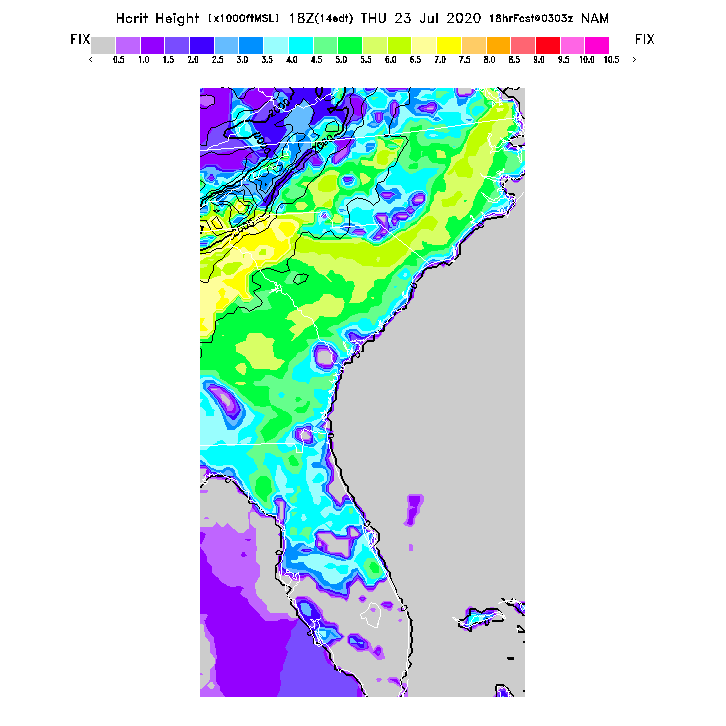 Hcrit Height [x1000ftMSL] 18Z(14edt) THU 23 Jul 2020 18hrFcst@0303z NAM
FIX FIX
< 0.5 1.0 1.5 2.0 2.5 3.0 3.5 4.0 4.5 5.0 5.5 6.0 6.5 7.0 7.5 8.0 8.5 9.0 9.5 10.0 10.5 >